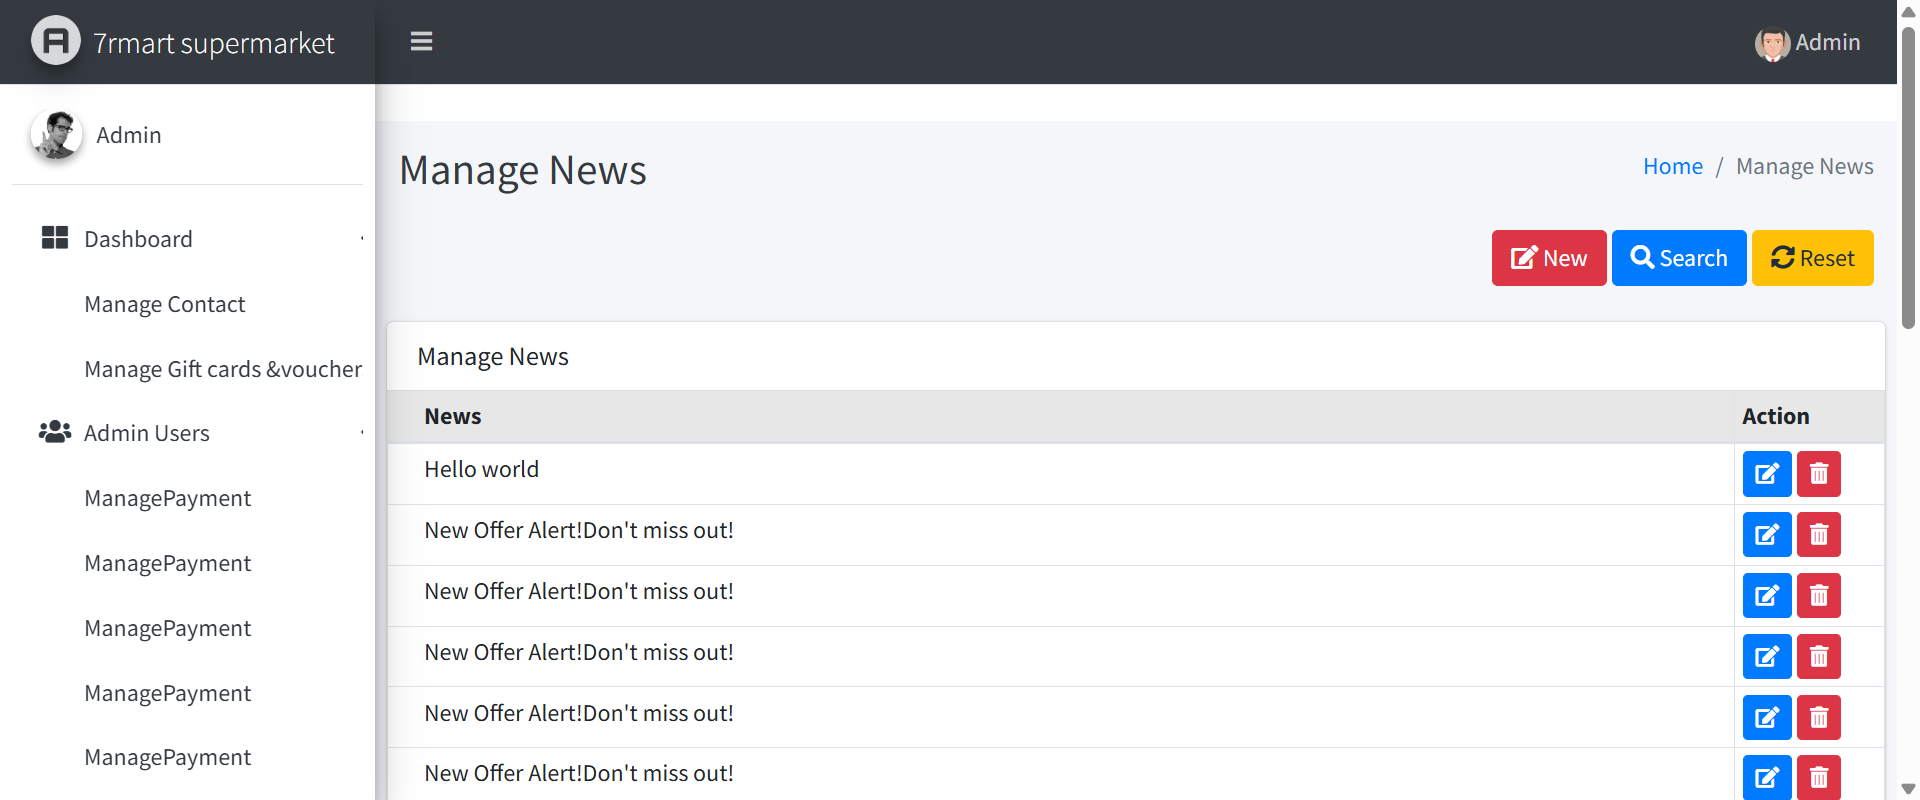 7rmart supermarket
Admin
Admin
Manage News
Home / Manage News
New
Search
Reset
Dashboard
Manage Contact
Manage Gift cards &voucher
Admin Users
ManagePayment
ManagePayment
ManagePayment
ManagePayment
ManagePayment
Manage News
News Action
Hello world
New Offer Alert!Don't miss out!
New Offer Alert!Don't miss out!
New Offer Alert!Don't miss out!
New Offer Alert!Don't miss out!
New Offer Alert!Don't miss out!